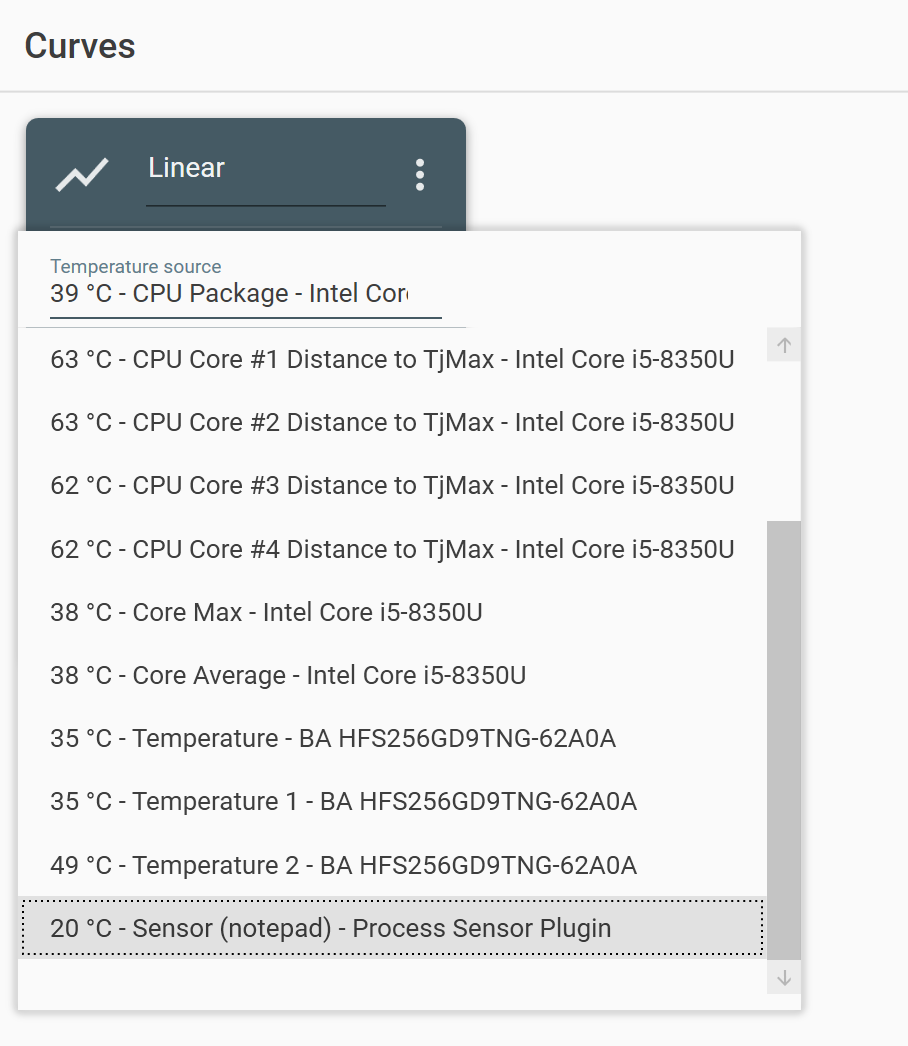 Curves
Linear
Temperature source
39 °C - CPU Package - Intel Cor
63 °C - CPU Core #1 Distance to TjMax - Intel Core i5-8350U
63 °C - CPU Core #2 Distance to TjMax - Intel Core i5-8350U
62 °C - CPU Core #3 Distance to TjMax - Intel Core i5-8350U
62 °C - CPU Core #4 Distance to TjMax - Intel Core i5-8350U
38 °C - Core Max - Intel Core i5-8350U
38 °C - Core Average - Intel Core i5-8350U
35 °C - Temperature - BA HFS256GD9TNG-62A0A
35 °C - Temperature 1 - BA HFS256GD9TNG-62A0A
49 °C - Temperature 2 - BA HFS256GD9TNG-62A0A
20 °C - Sensor (notepad) - Process Sensor Plugin